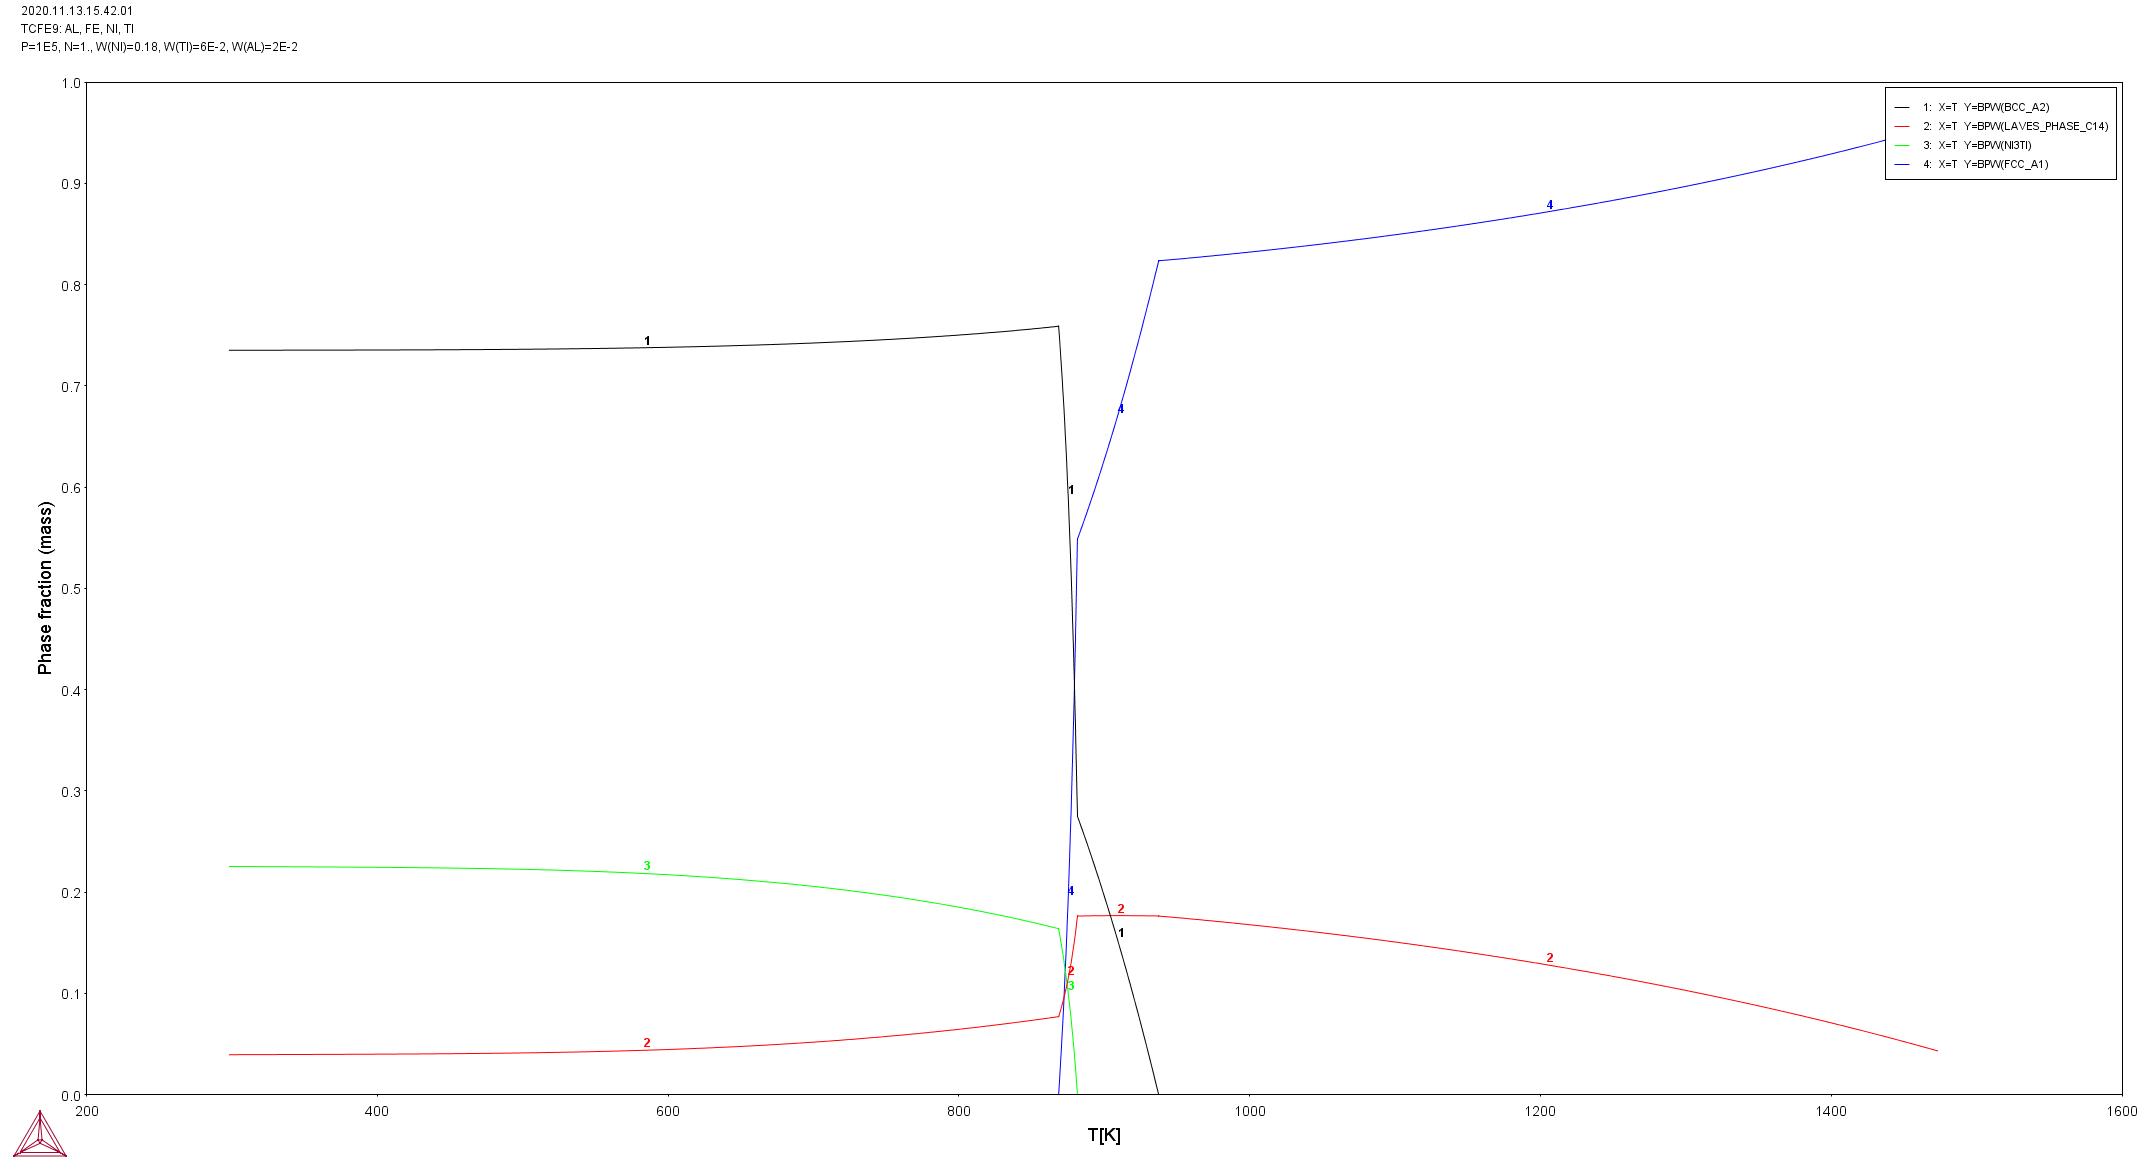 2020.11.13.15.42.01
TCFE9: AL, FE, NI, TI
P=1E5, N=1., W(NI)=0.18, W(TI)=6E-2, W(AL)=2E-2
1: X=T Y=BPW(BCC_A2)
2: X=T Y=BPW(LAVES_PHASE_C14)
3: X=T Y=BPW(NI3TI)
4: X=T Y=BPW(FCC_A1)
Phase fraction (mass)
1.0
0.9
0.8
0.7
0.6
0.5
0.4
0.3
0.2
0.1
0.0
4
1
4
1
3
4
2
1
2
2
3
2
200 400 600 800 1000 1200 1400 1600
T[K]